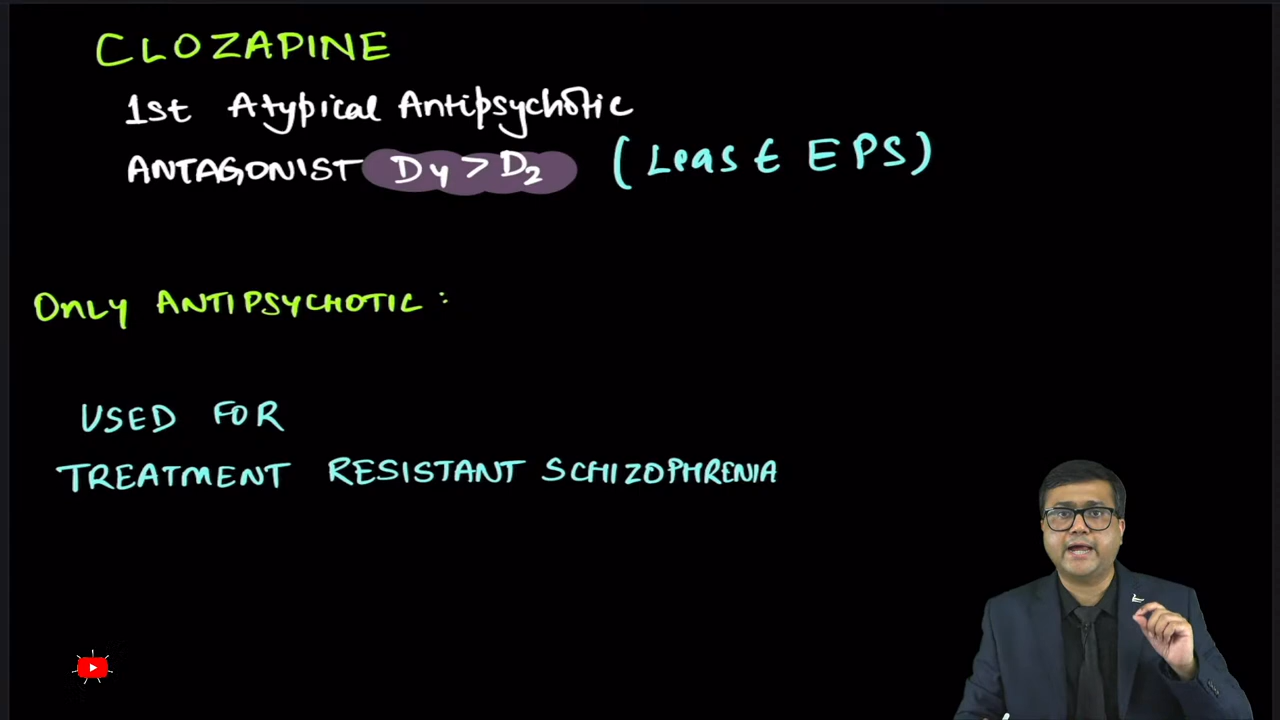 CLOZAPINE
1st Atypical Antipsychotic
ANTAGONIST D4 > D2 (Least EPS)
Only ANTIPSYCHOTIC :
USED FOR
TREATMENT RESISTANT SCHIZOPHRENIA